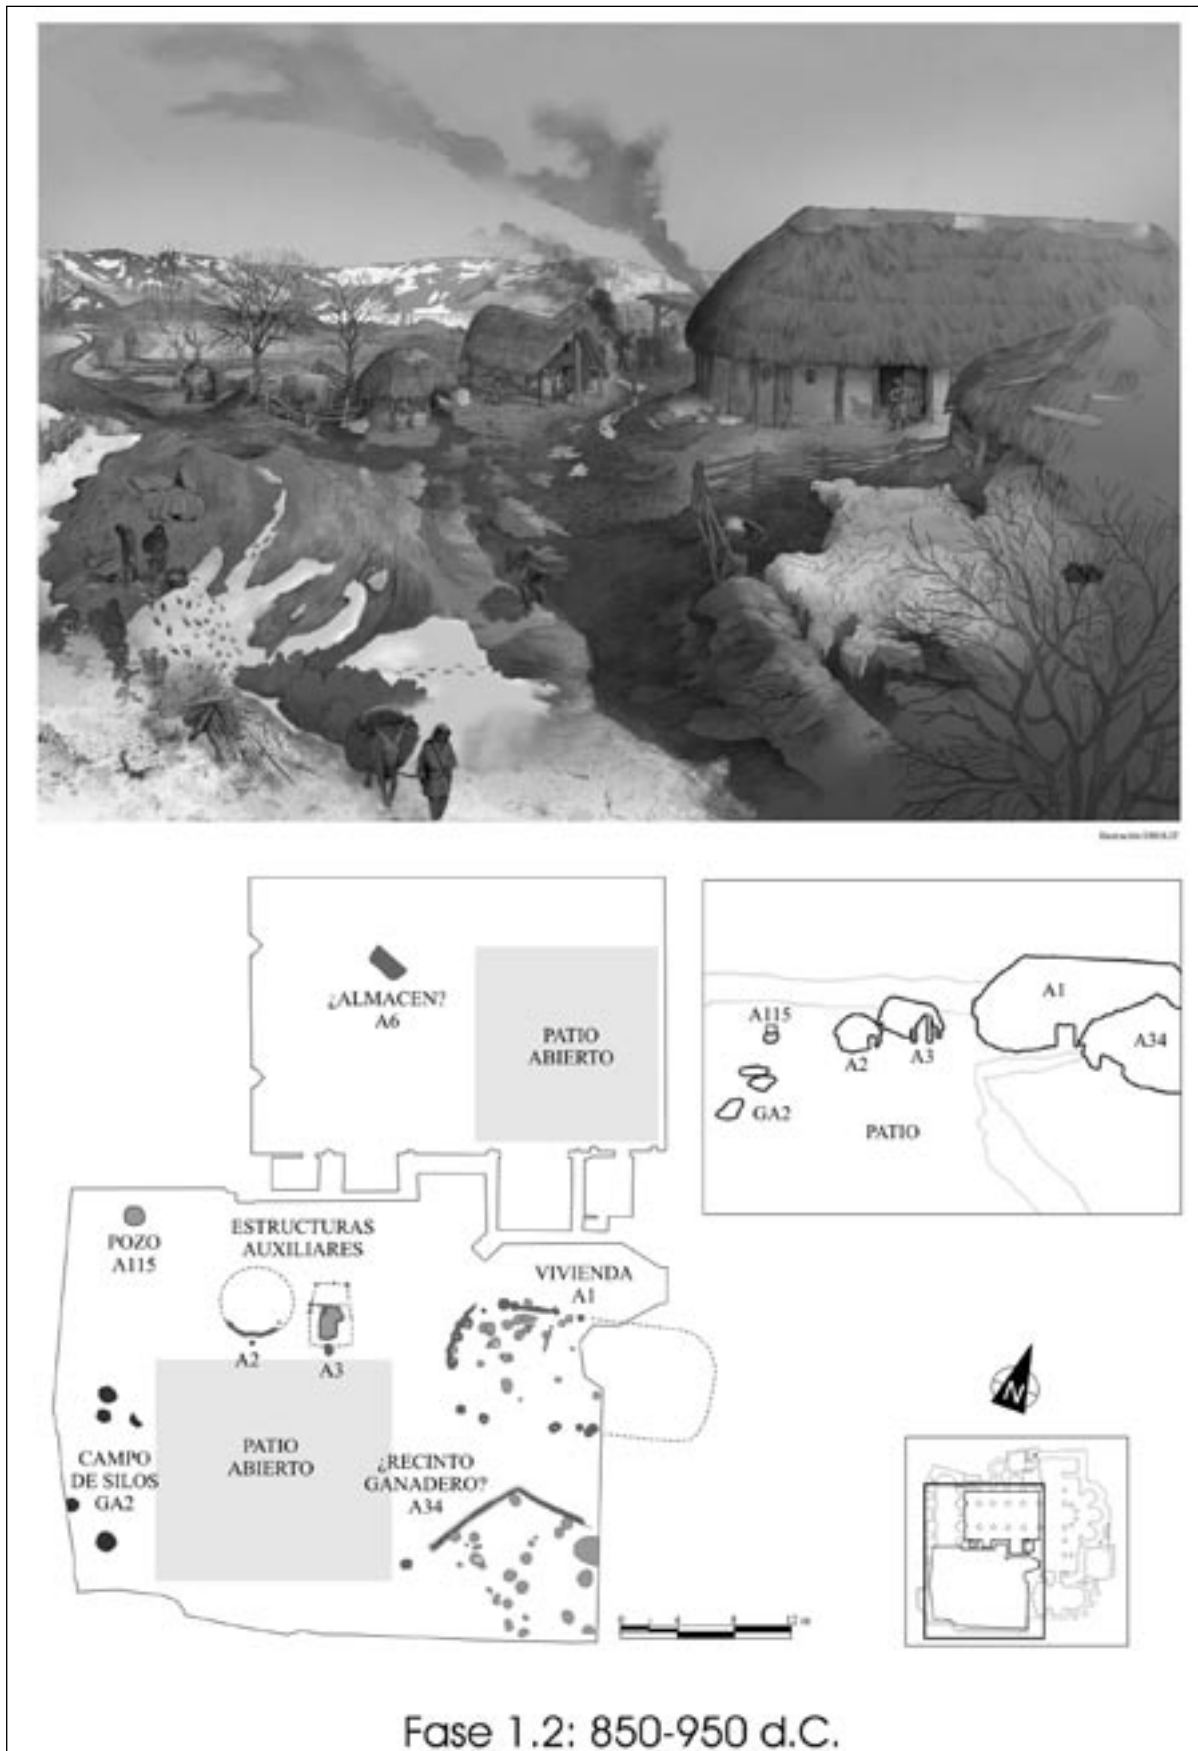 ¿ALMACEN?
A6
PATIO
ABIERTO
A1
A115
A34
A2
A3
GA2
PATIO
POZO
A115
ESTRUCTURAS
AUXILIARES
VIVIENDA
A1
A2
A3
CAMPO
DE SILOS
GA2
PATIO
ABIERTO
¿RECINTO
GANADERO?
A34
N
Fase 1.2: 850-950 d.C.